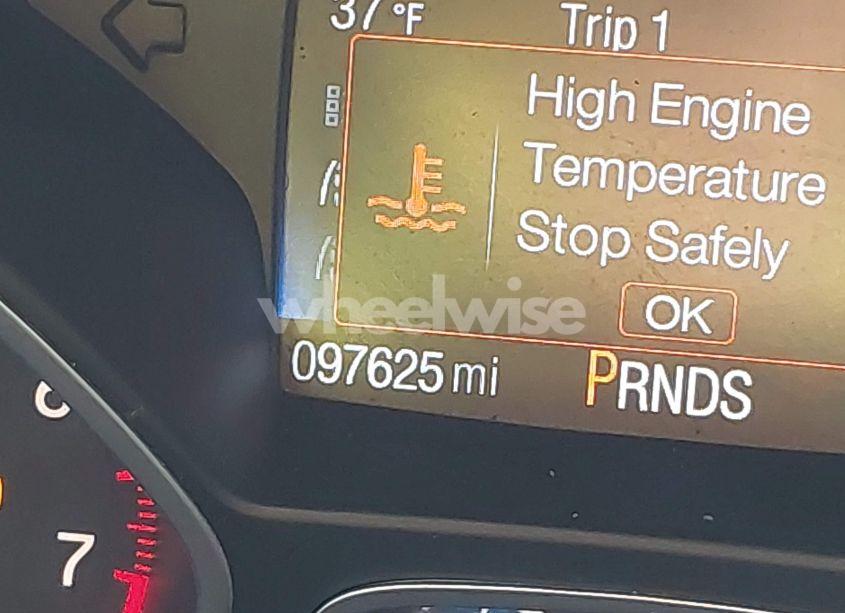 37 °F Trip 1
High Engine
Temperature
Stop Safely
OK
wheelwise
097625 mi PRNDS
7